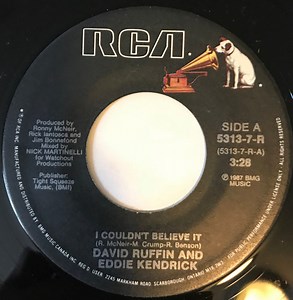 RCA
Produced by
Ronny McNeir,
Rick Iantosca and
Jim Bonnefond
Mixed by
NICK MARTINELLI
for Watchout
Productions
Publisher:
Tight Squeeze
Music, (BMI)
SIDE A
5313-7-R
(5313-7-R-A)
3:28
℗ 1987 BMG
MUSIC
I COULDN'T BELIEVE IT
(R. McNeir-M. Crump-R. Benson)
DAVID RUFFIN AND
EDDIE KENDRICK